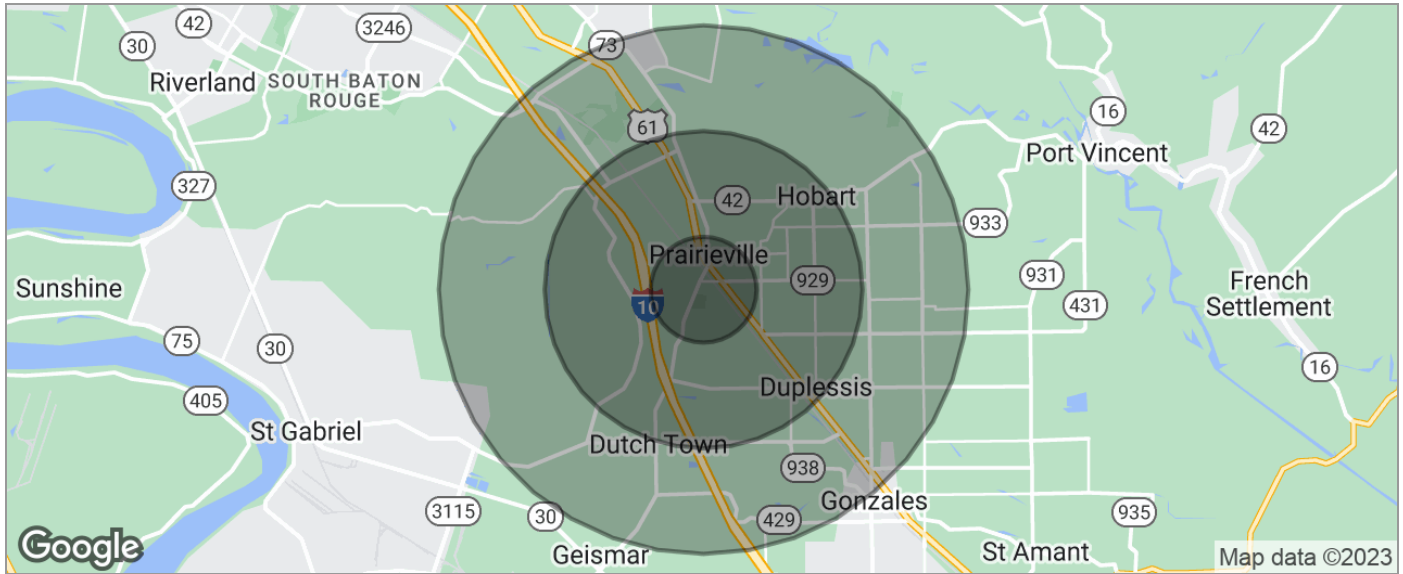 42
3246
30
73
Riverland
SOUTH BATON
ROUGE
61
16
42
Port Vincent
327
Hobart
42
933
Prairieville
Sunshine
931
929
French
Settlement
10
431
75
30
16
405
Duplessis
St Gabriel
Dutch Town
938
Gonzales
3115
30
429
935
Geismar
St Amant
Google
Map data ©2023